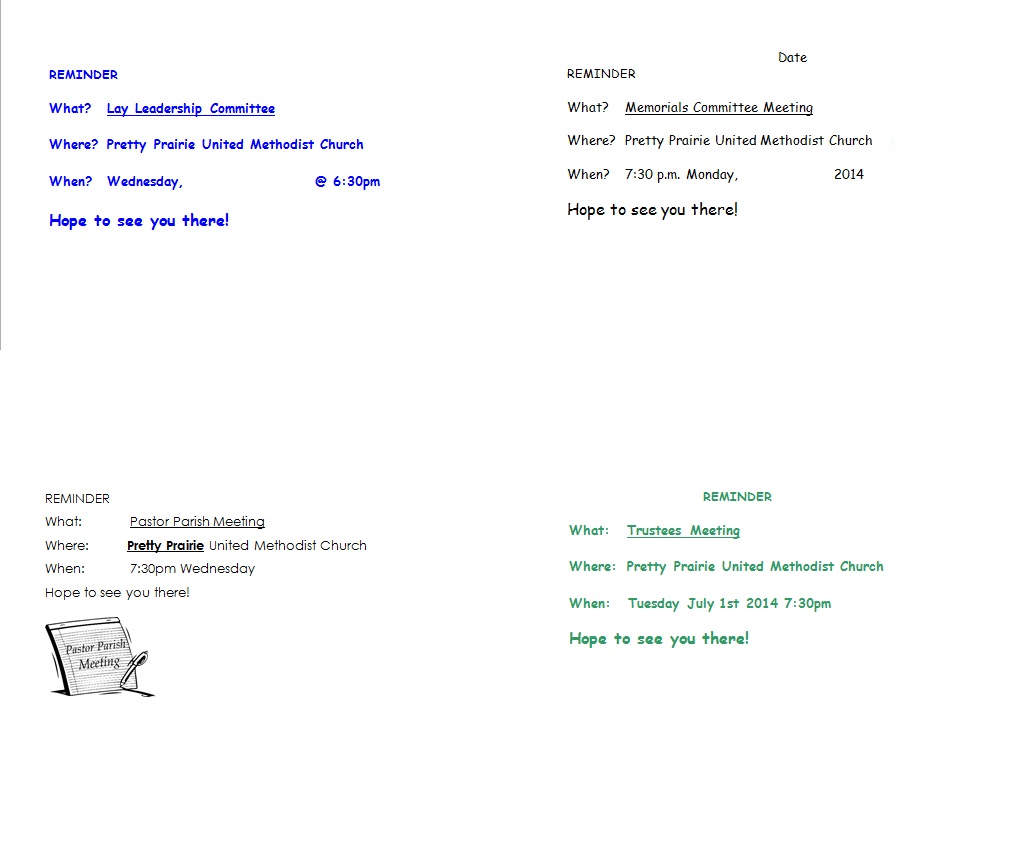 REMINDER
What? Lay Leadership Committee
Where? Pretty Prairie United Methodist Church
When? Wednesday, @ 6:30pm
Hope to see you there!
Date
REMINDER
What? Memorials Committee Meeting
Where? Pretty Prairie United Methodist Church
When? 7:30 p.m. Monday, 2014
Hope to see you there!
REMINDER
What: Pastor Parish Meeting
Where: Pretty Prairie United Methodist Church
When: 7:30pm Wednesday
Hope to see you there!
Pastor Parish
Meeting
REMINDER
What: Trustees Meeting
Where: Pretty Prairie United Methodist Church
When: Tuesday July 1st 2014 7:30pm
Hope to see you there!